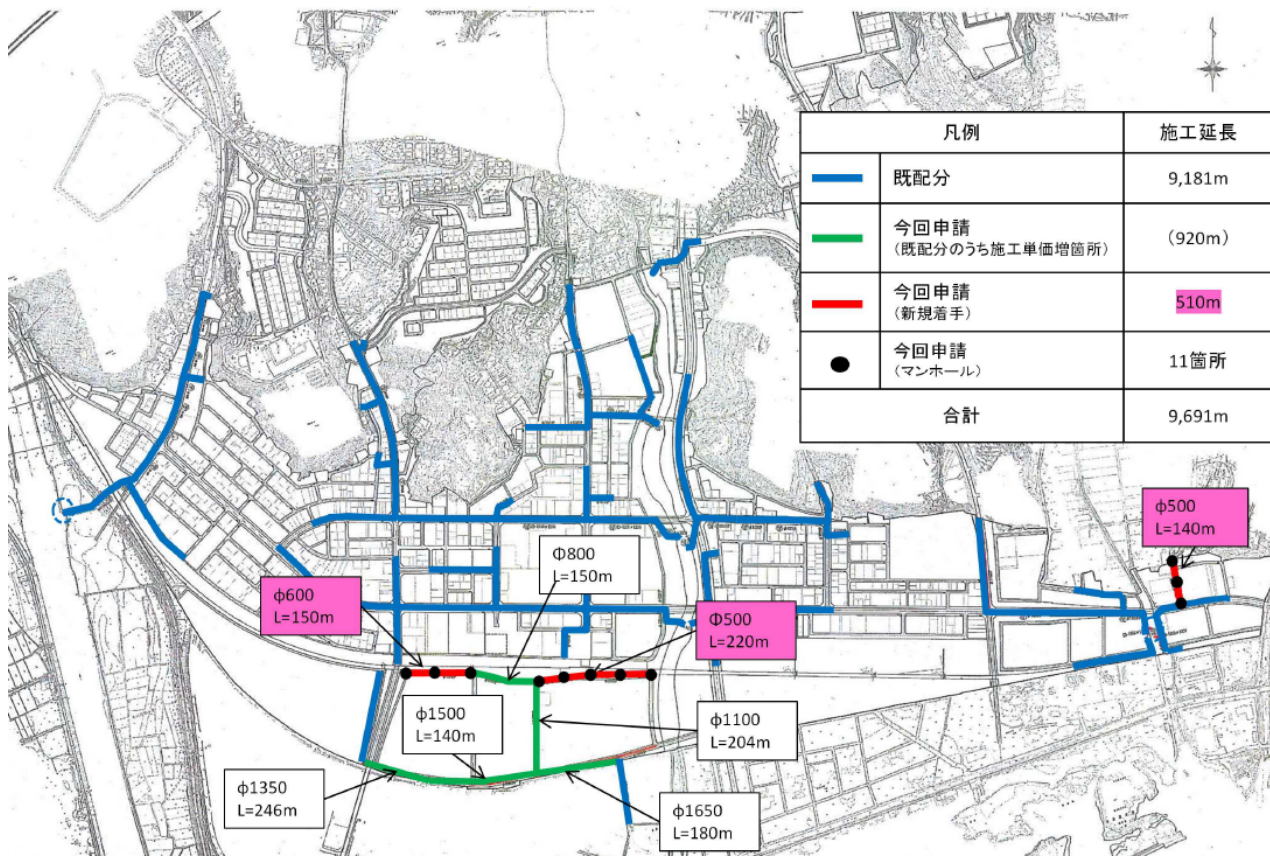 凡例
施工延長
既配分
9,181m
今回申請
(既配分のうち施工単価増箇所)
(920m)
今回申請
(新規着手)
510m
今回申請
(マンホール)
11箇所
合計
9,691m
φ500
L=140m
Φ800
L=150m
φ600
L=150m
Φ500
L=220m
φ1500
L=140m
φ1100
L=204m
φ1350
L=246m
φ1650
L=180m